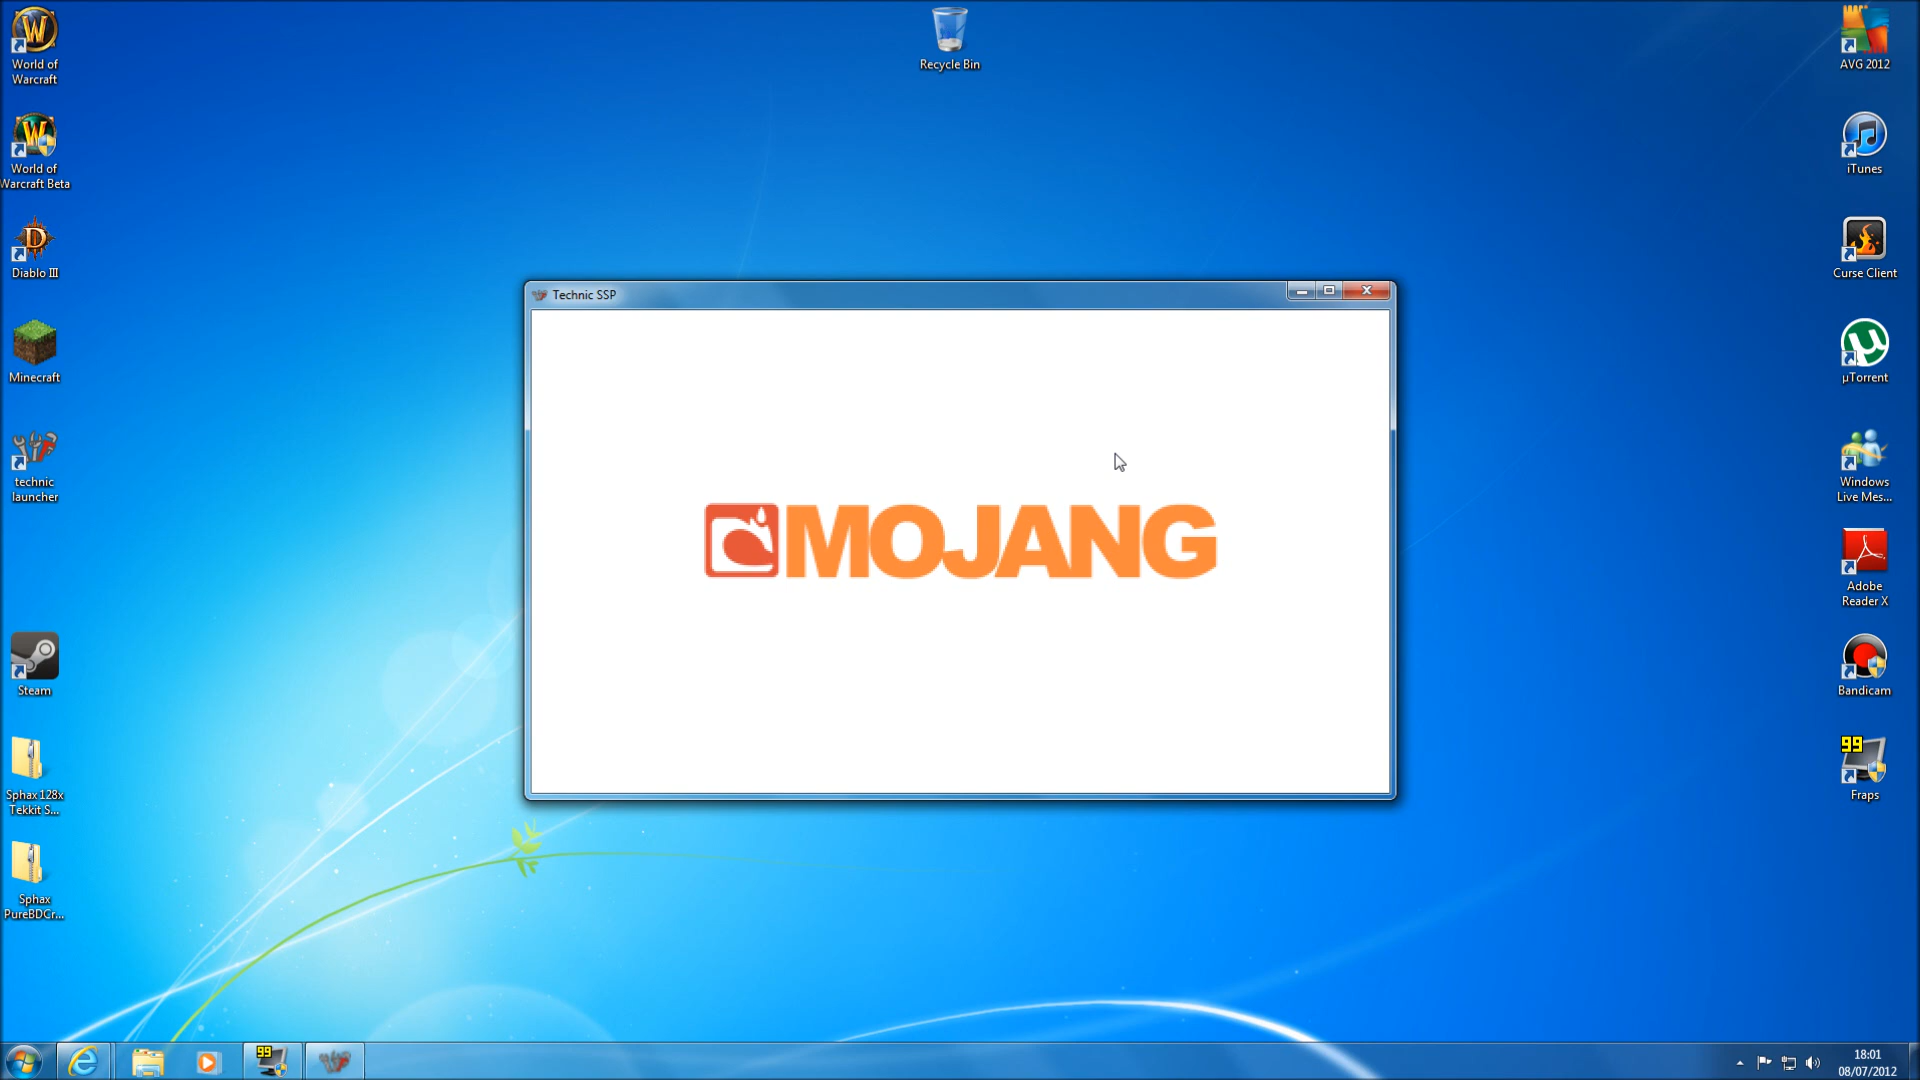 World of
Warcraft
World of
Warcraft Beta
Diablo III
Minecraft
technic
launcher
Steam
Sphax 128x
Tekkit S...
Sphax
PureBDCr...
Recycle Bin
Technic SSP
MOJANG
AVG 2012
iTunes
Curse Client
µTorrent
Windows
Live Mes...
Adobe
Reader X
Bandicam
99
Fraps
99
18:01
08/07/2012